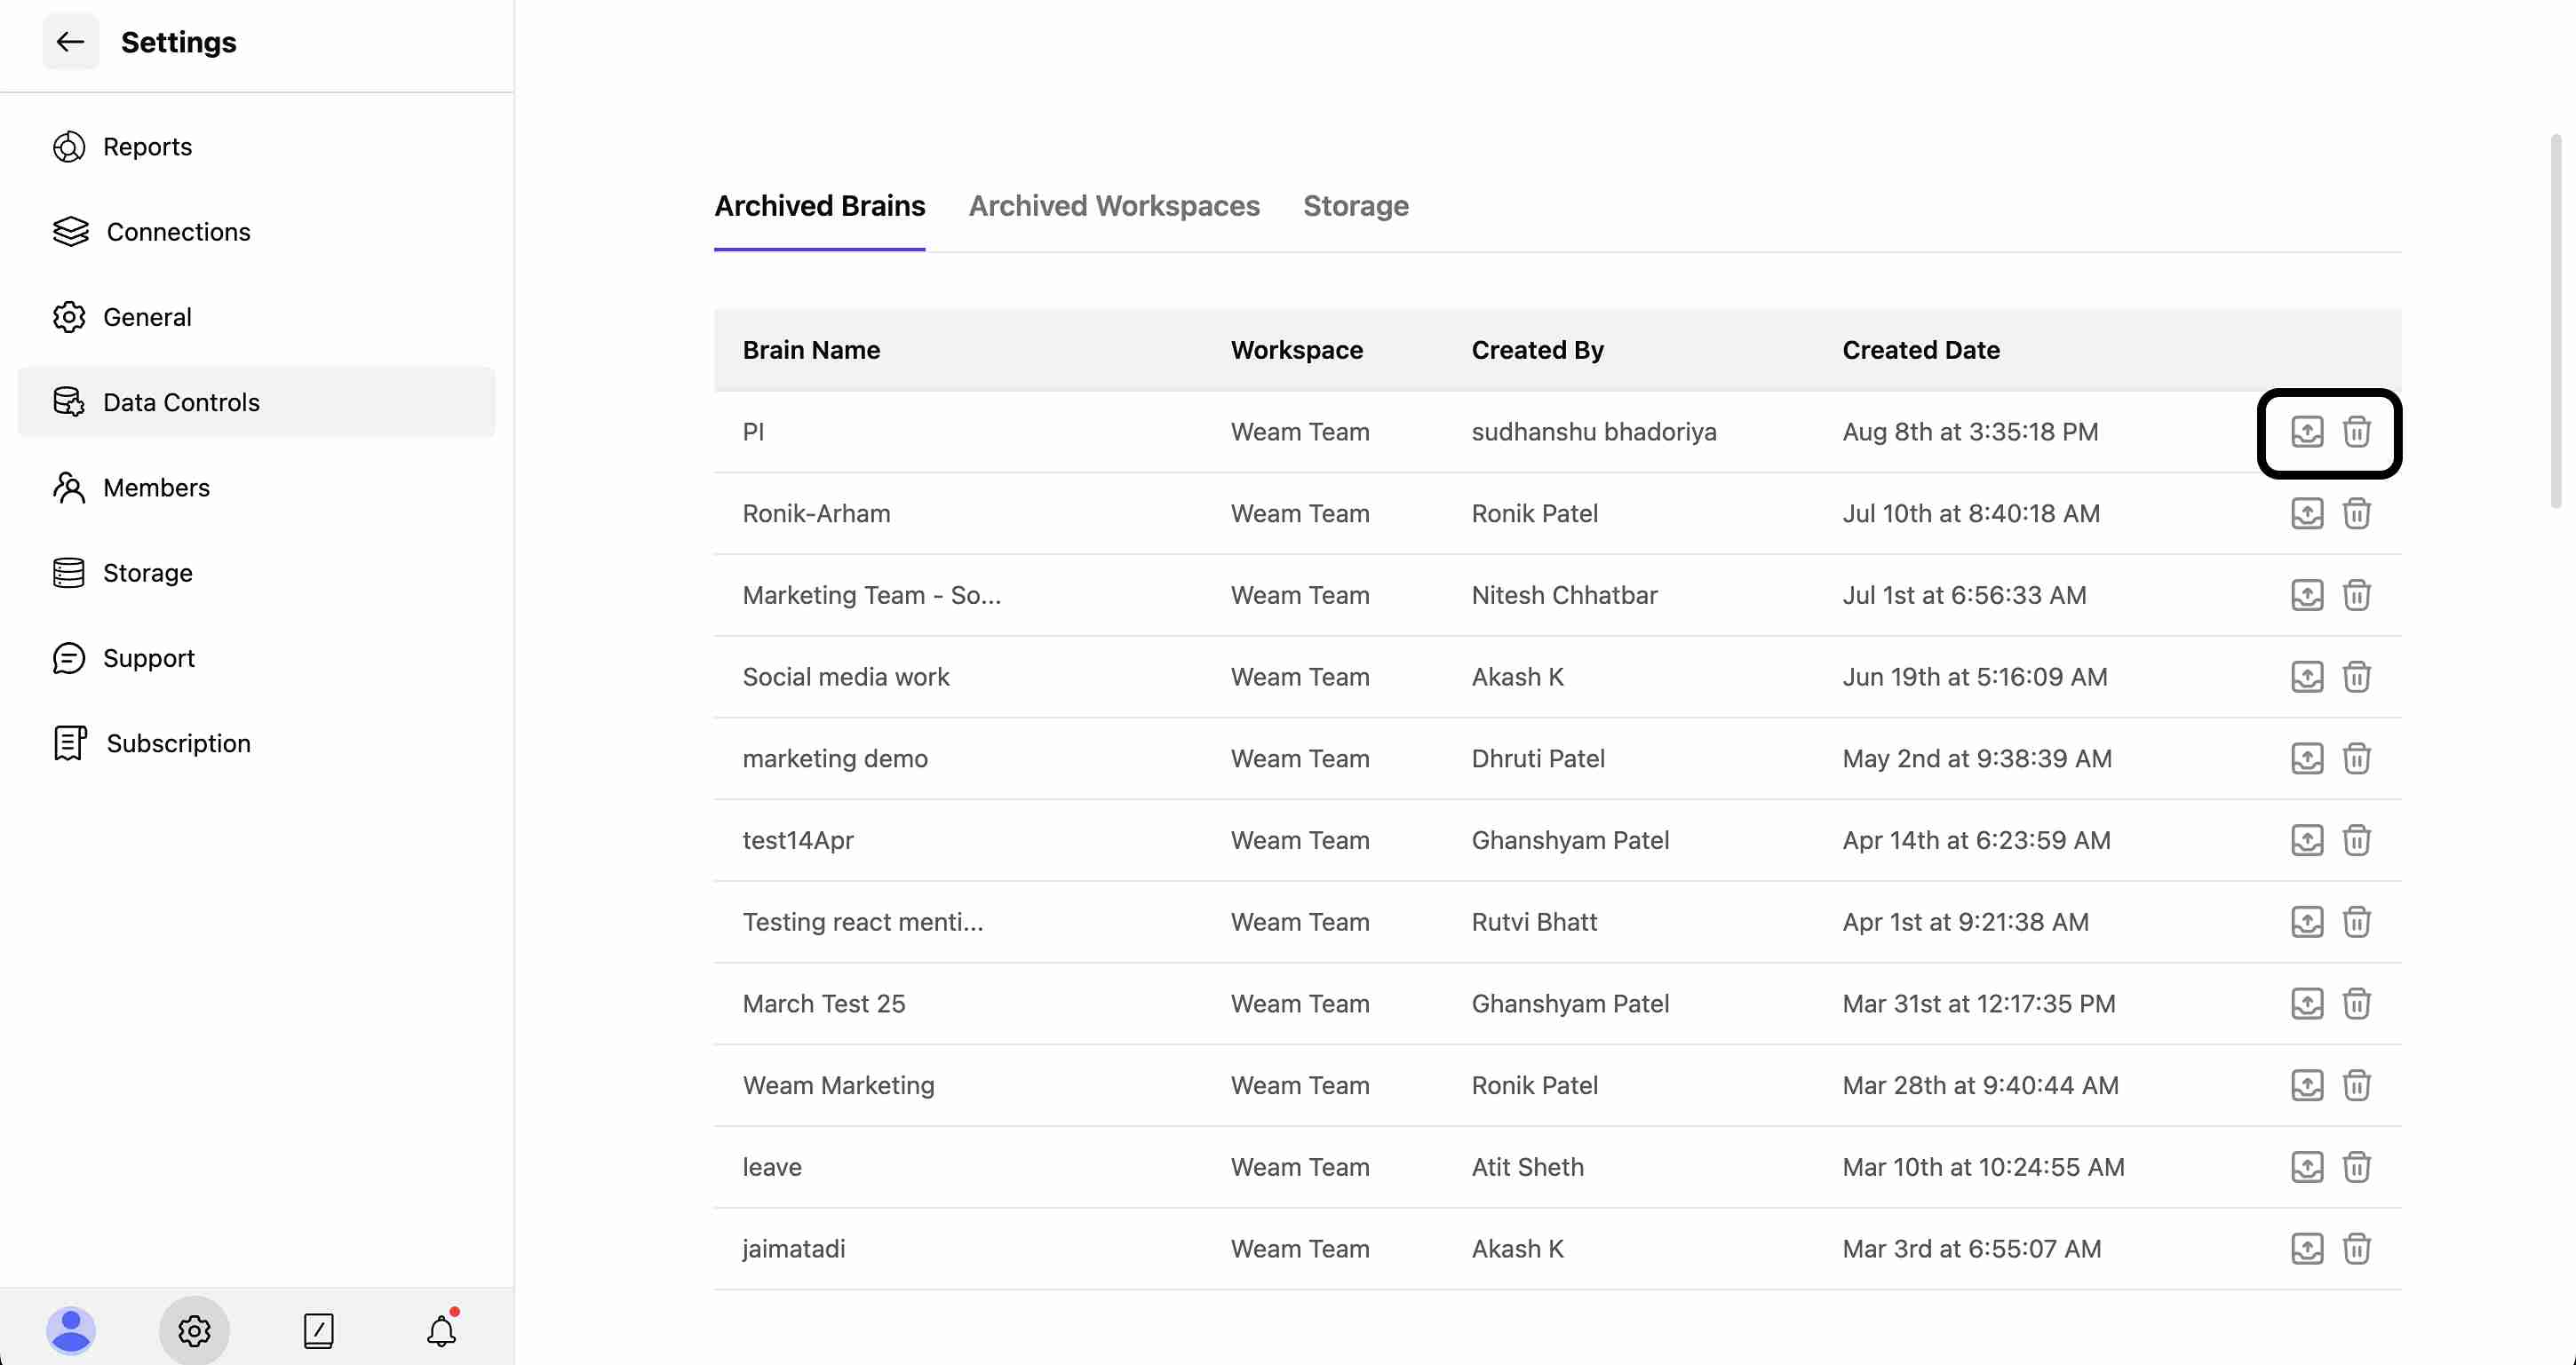 Settings
Reports
Connections
General
Data Controls
Members
Storage
Support
Subscription
Archived Brains Archived Workspaces Storage
Brain Name Workspace Created By Created Date
PI Weam Team sudhanshu bhadoriya Aug 8th at 3:35:18 PM
Ronik-Arham Weam Team Ronik Patel Jul 10th at 8:40:18 AM
Marketing Team - So... Weam Team Nitesh Chhatbar Jul 1st at 6:56:33 AM
Social media work Weam Team Akash K Jun 19th at 5:16:09 AM
marketing demo Weam Team Dhruti Patel May 2nd at 9:38:39 AM
test14Apr Weam Team Ghanshyam Patel Apr 14th at 6:23:59 AM
Testing react menti... Weam Team Rutvi Bhatt Apr 1st at 9:21:38 AM
March Test 25 Weam Team Ghanshyam Patel Mar 31st at 12:17:35 PM
Weam Marketing Weam Team Ronik Patel Mar 28th at 9:40:44 AM
leave Weam Team Atit Sheth Mar 10th at 10:24:55 AM
jaimatadi Weam Team Akash K Mar 3rd at 6:55:07 AM